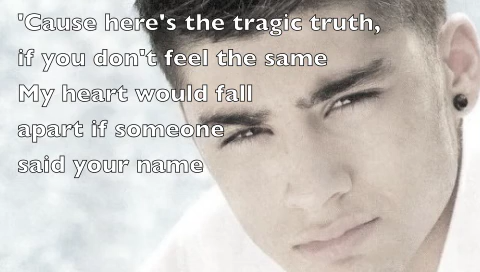 'Cause here's the tragic truth,
if you don't feel the same
My heart would fall
apart if someone
said your name